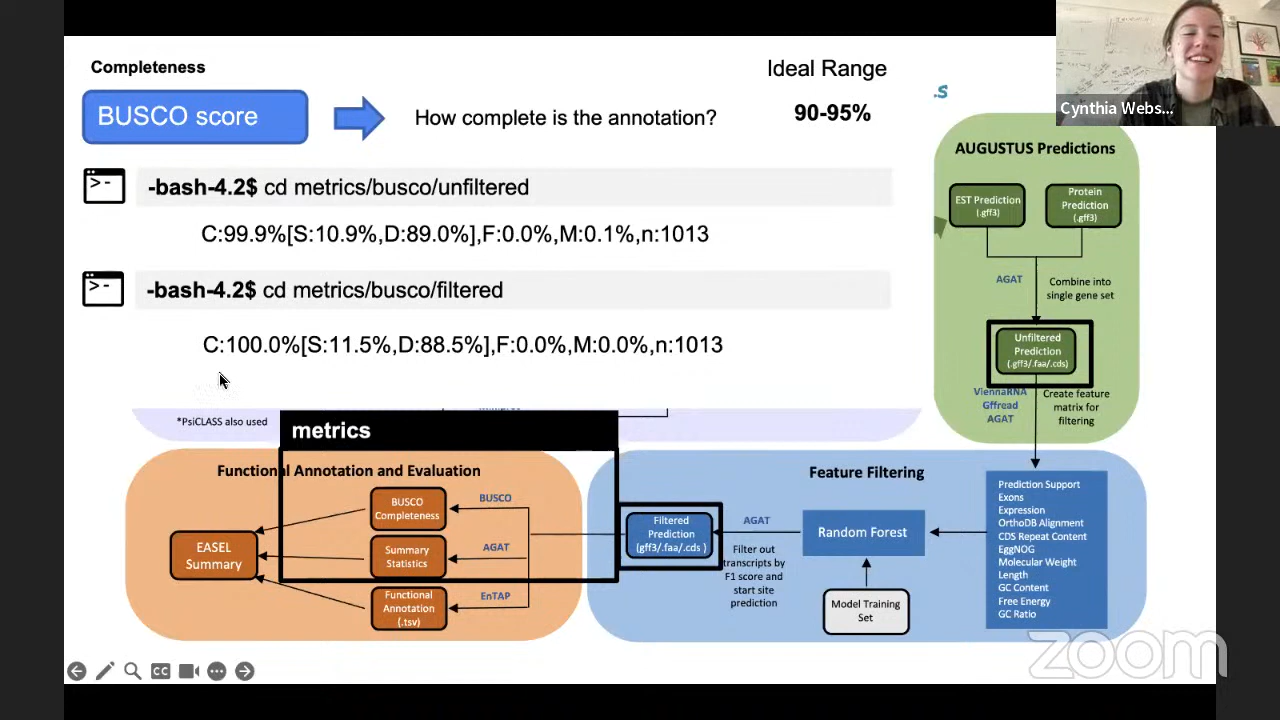 Completeness
BUSCO score
How complete is the annotation?
Ideal Range
90-95%
.s
Cynthia Webs...
-bash-4.2$ cd metrics/busco/unfiltered
C:99.9%[S:10.9%,D:89.0%],F:0.0%,M:0.1%,n:1013
-bash-4.2$ cd metrics/busco/filtered
C:100.0%[S:11.5%,D:88.5%],F:0.0%,M:0.0%,n:1013
AUGUSTUS Predictions
EST Prediction
(.gff3)
Protein
Prediction
(.gff3)
AGAT
Combine into
single gene set
Unfiltered
Prediction
(.gff3/.faa/.cds)
ViennaRNA
Gffread
AGAT
Create feature
matrix for
filtering
*PsiCLASS also used
metrics
Functional Annotation and Evaluation
BUSCO
Completeness
BUSCO
Summary
Statistics
AGAT
Functional
Annotation
(.tsv)
EnTAP
EASEL
Summary
Feature Filtering
Filtered
Prediction
(gff3/.faa/.cds )
AGAT
Filter out
transcripts by
F1 score and
start site
prediction
Random Forest
Model Training
Set
Prediction Support
Exons
Expression
OrthoDB Alignment
CDS Repeat Content
EggNOG
Molecular Weight
Length
GC Content
Free Energy
GC Ratio
CC
zoom